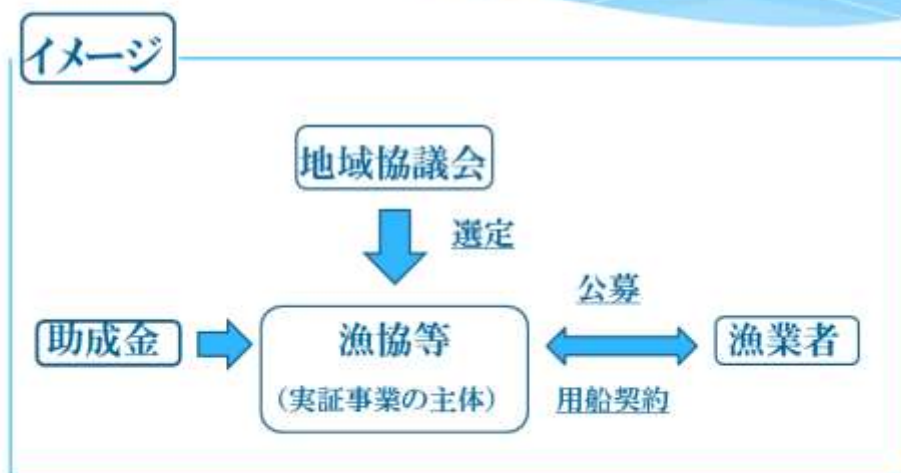 イメージ
地域協議会
選定
公募
助成金
漁協等
漁業者
（実証事業の主体）
用船契約